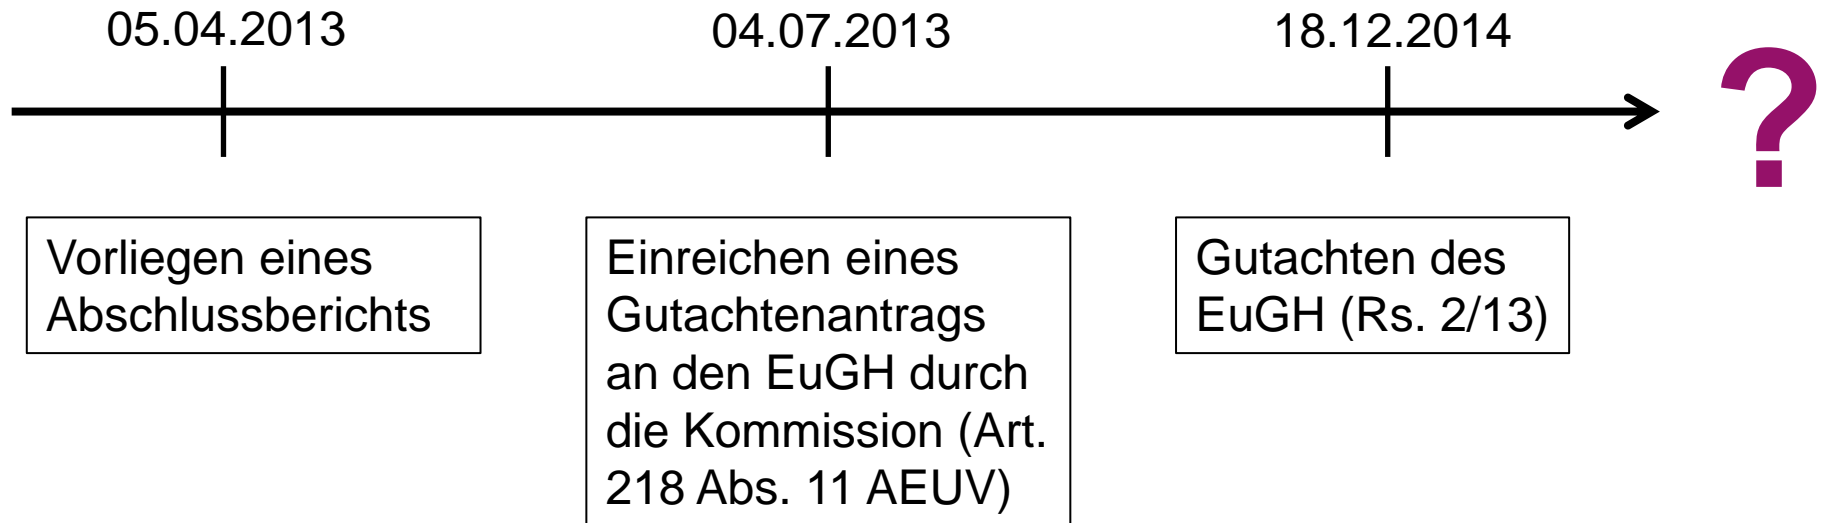 05.04.2013
04.07.2013
18.12.2014
?
Vorliegen eines
Abschlussberichts
Einreichen eines
Gutachtenantrags
an den EuGH durch
die Kommission (Art.
218 Abs. 11 AEUV)
Gutachten des
EuGH (Rs. 2/13)